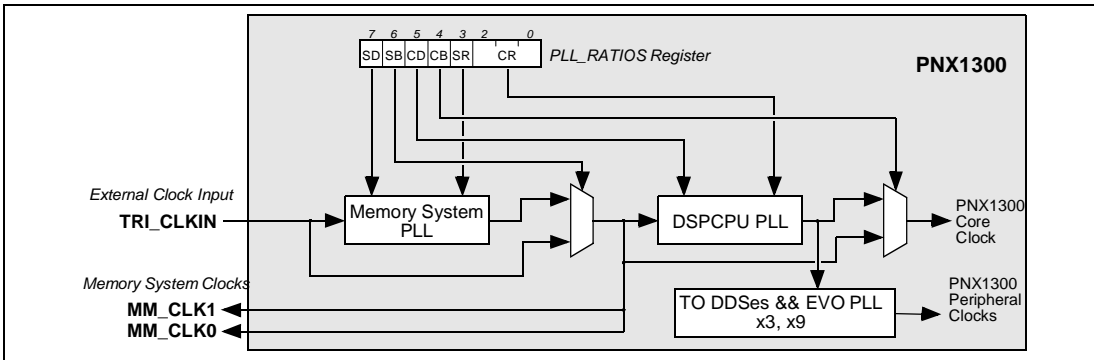 7 6 5 4 3 2 0
SD SB CD CB SR CR
PLL_RATIOS Register
PNX1300
External Clock Input
TRI_CLKIN
Memory System
PLL
DSPCPU PLL
PNX1300
Core
Clock
Memory System Clocks
MM_CLK1
MM_CLK0
TO DDSes && EVO PLL
x3, x9
PNX1300
Peripheral
Clocks